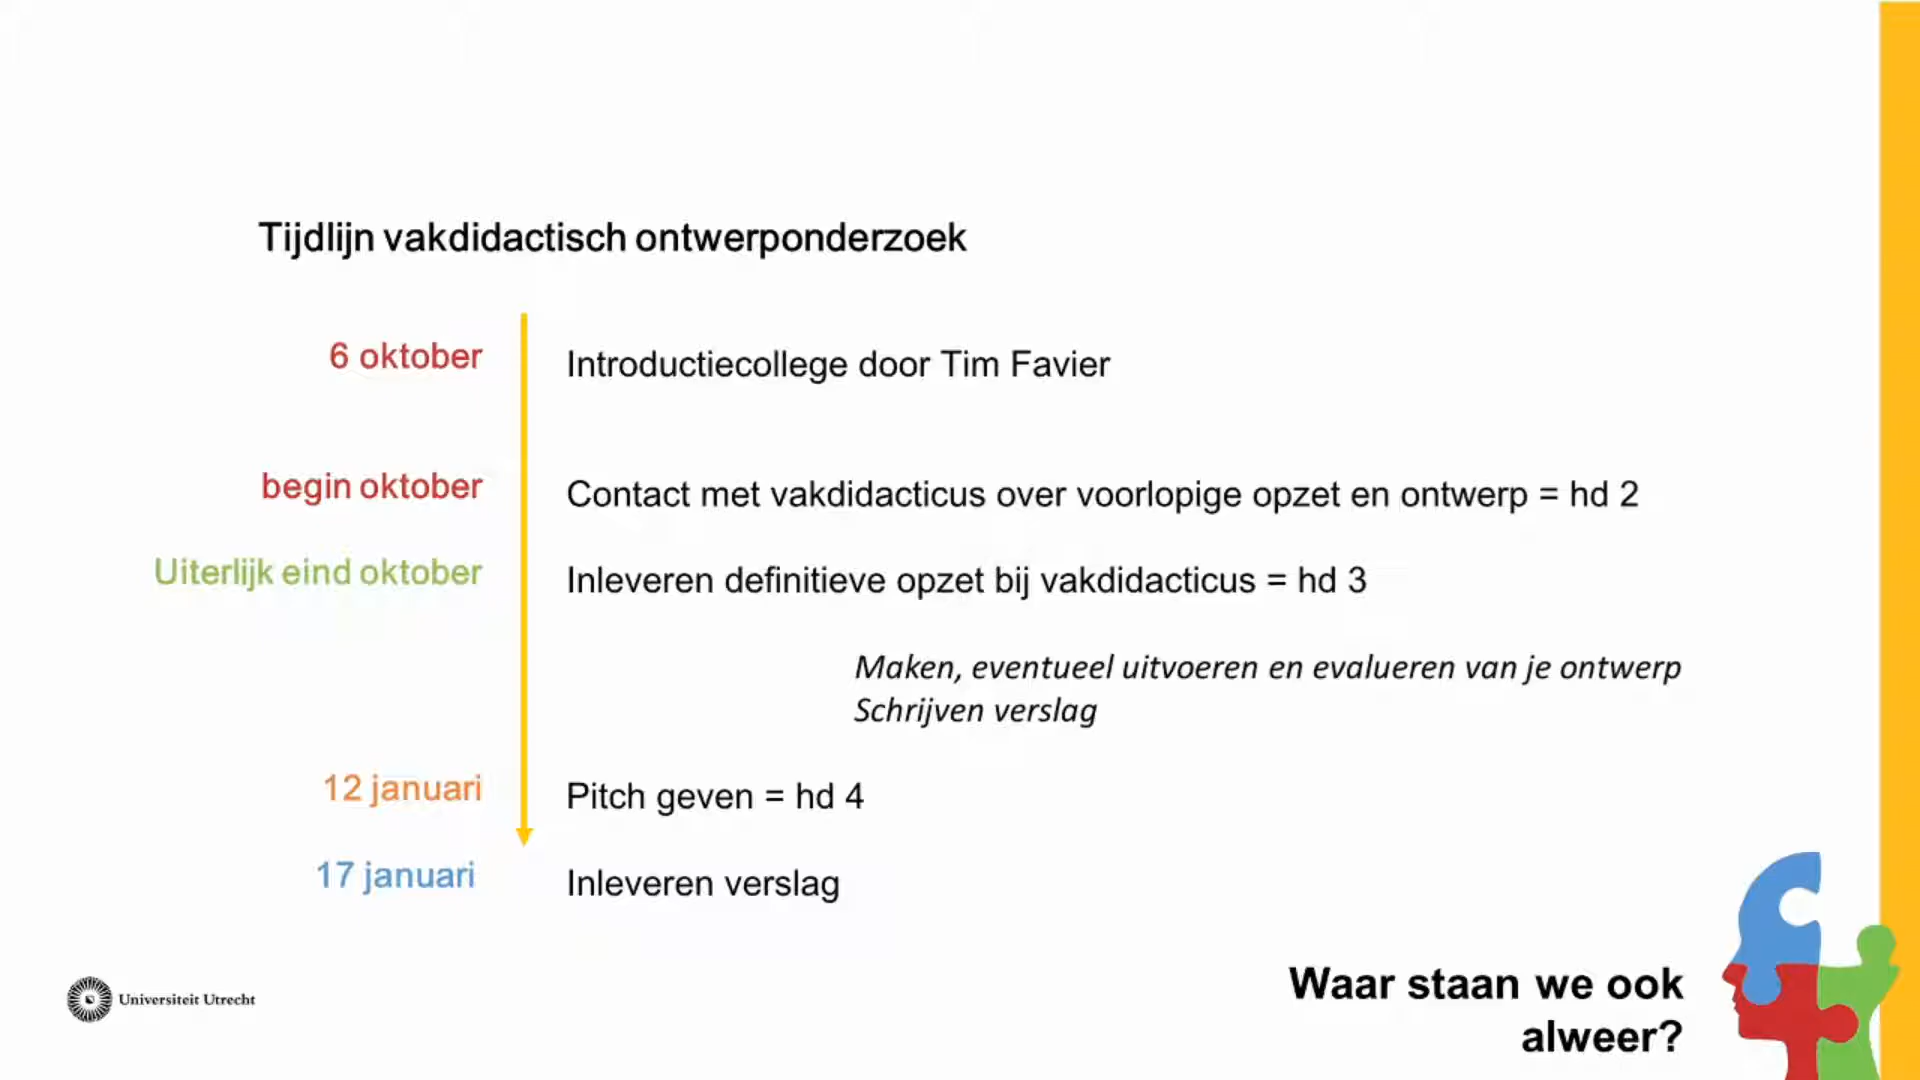 Tijdlijn vakdidactisch ontwerponderzoek
6 oktober
Introductiecollege door Tim Favier
begin oktober
Contact met vakdidacticus over voorlopige opzet en ontwerp = hd 2
Uiterlijk eind oktober
Inleveren definitieve opzet bij vakdidacticus = hd 3
Maken, eventueel uitvoeren en evalueren van je ontwerp
Schrijven verslag
12 januari
Pitch geven = hd 4
17 januari
Inleveren verslag
Universiteit Utrecht
Waar staan we ook
alweer?